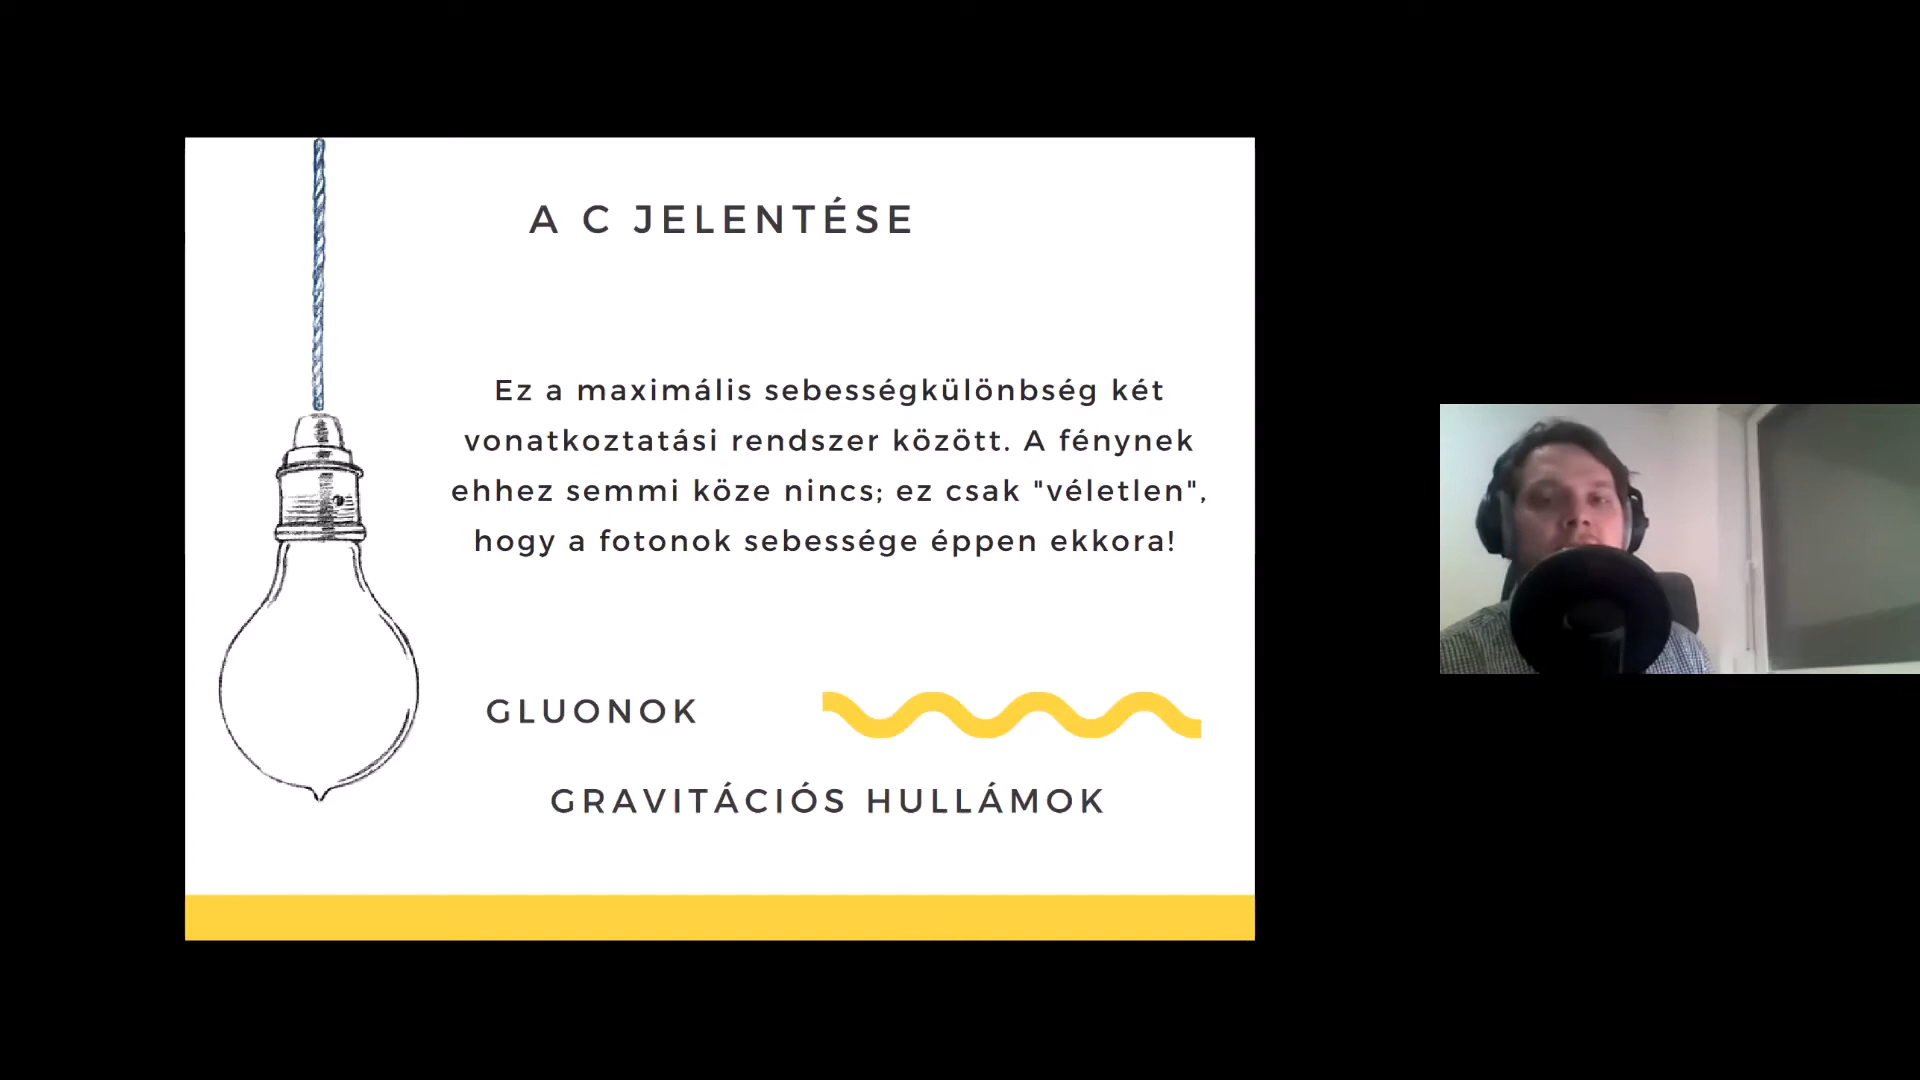 A C JELENTÉSE
Ez a maximális sebességkülönbség két
vonatkoztatási rendszer között. A fénynek
ehhez semmi köze nincs; ez csak "véletlen",
hogy a fotonok sebessége éppen ekkora!
GLUONOK
GRAVITÁCIÓS HULLÁMOK